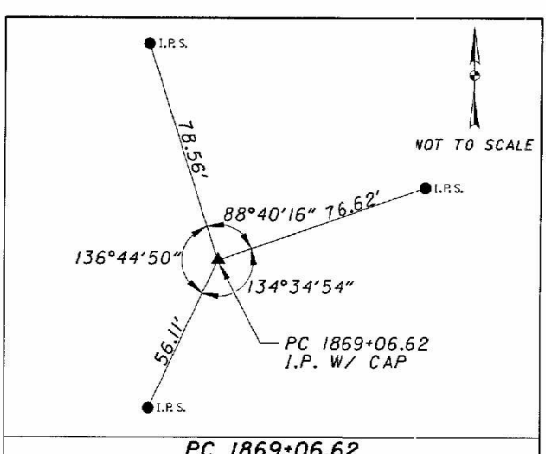 I.P.S.
NOT TO SCALE
78.56'
88°40'16" 76.62'
I.P.S.
136°44'50"
134°34'54"
56.11'
PC 1869+06.62
I.P. W/ CAP
I.P.S.
PC 1869+06.62